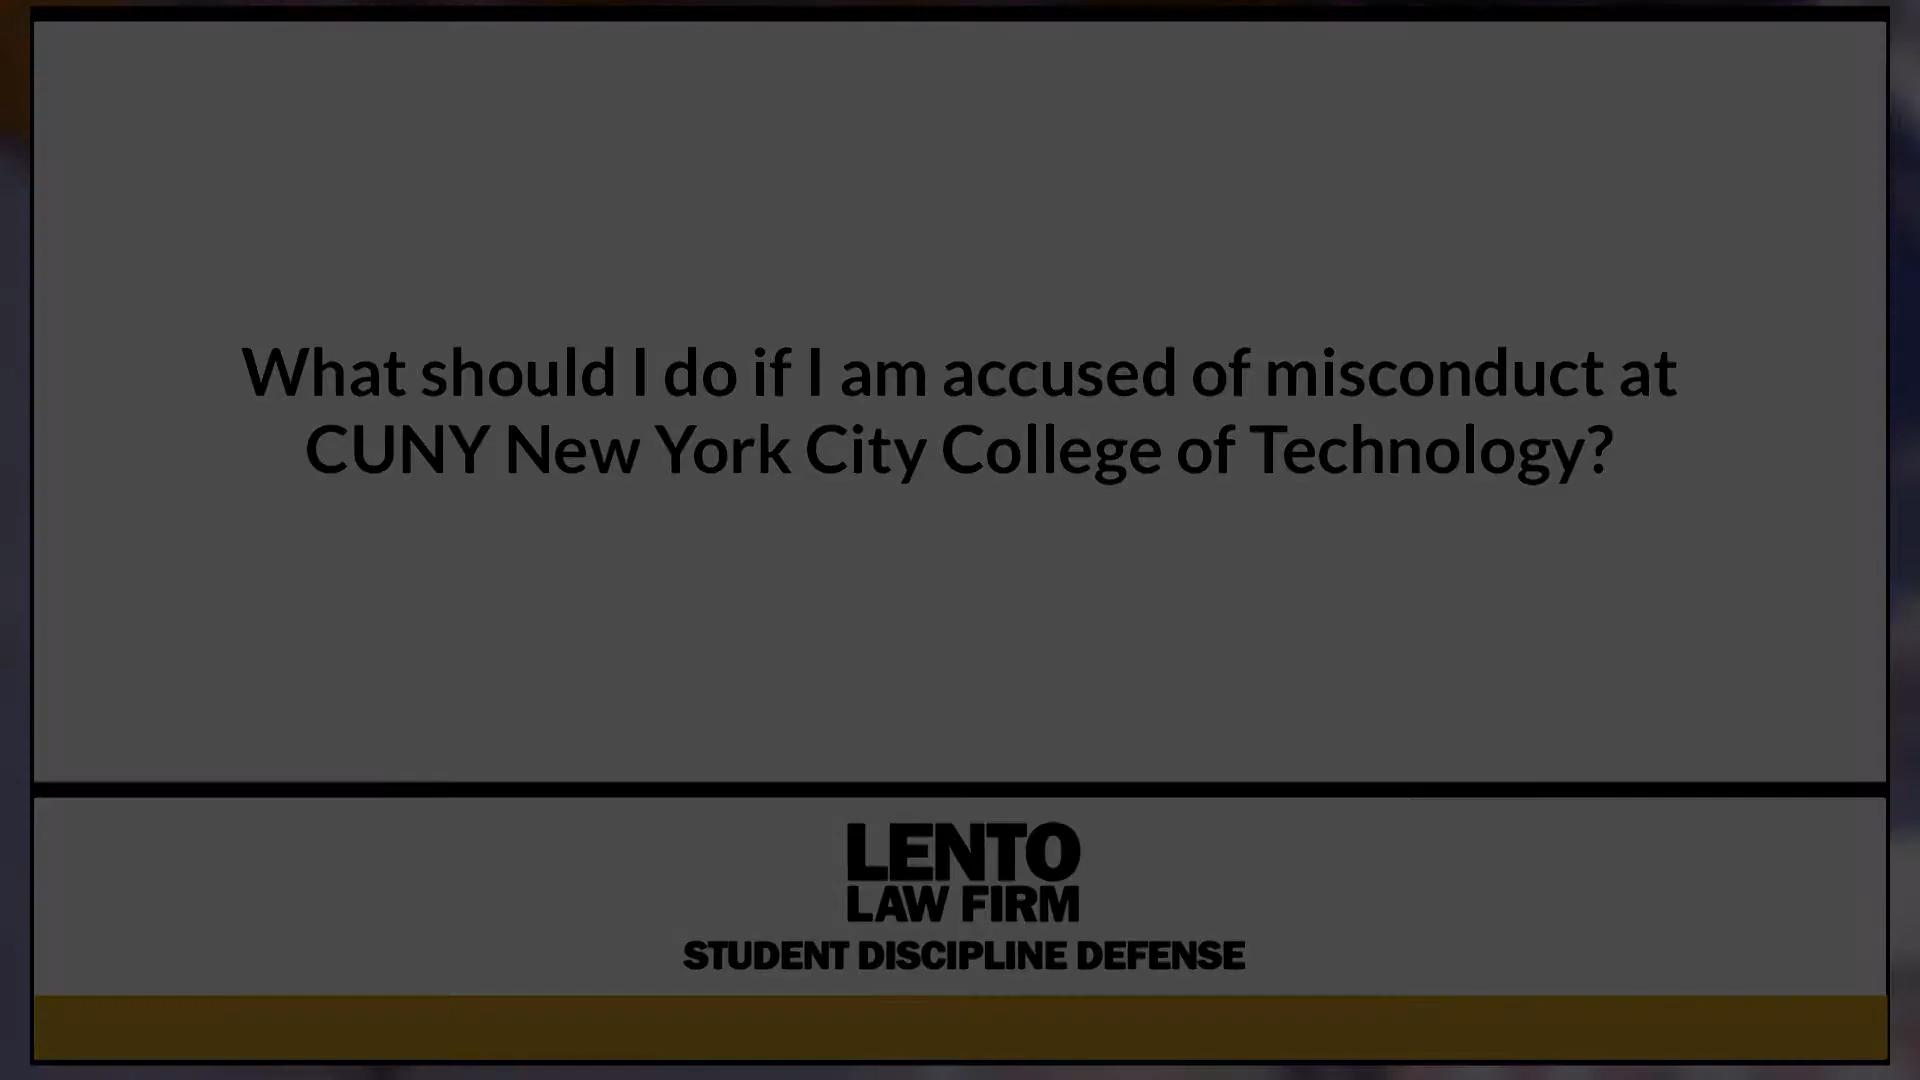 What should I do if I am accused of misconduct at
CUNY New York City College of Technology?
LENTO
LAW FIRM
STUDENT DISCIPLINE DEFENSE